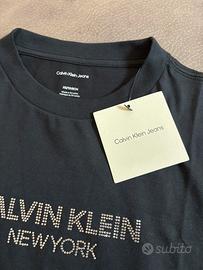 Calvin Klein Jeans
Calvin Klein Jeans
ALVIN KLEIN
NEW YORK
subito